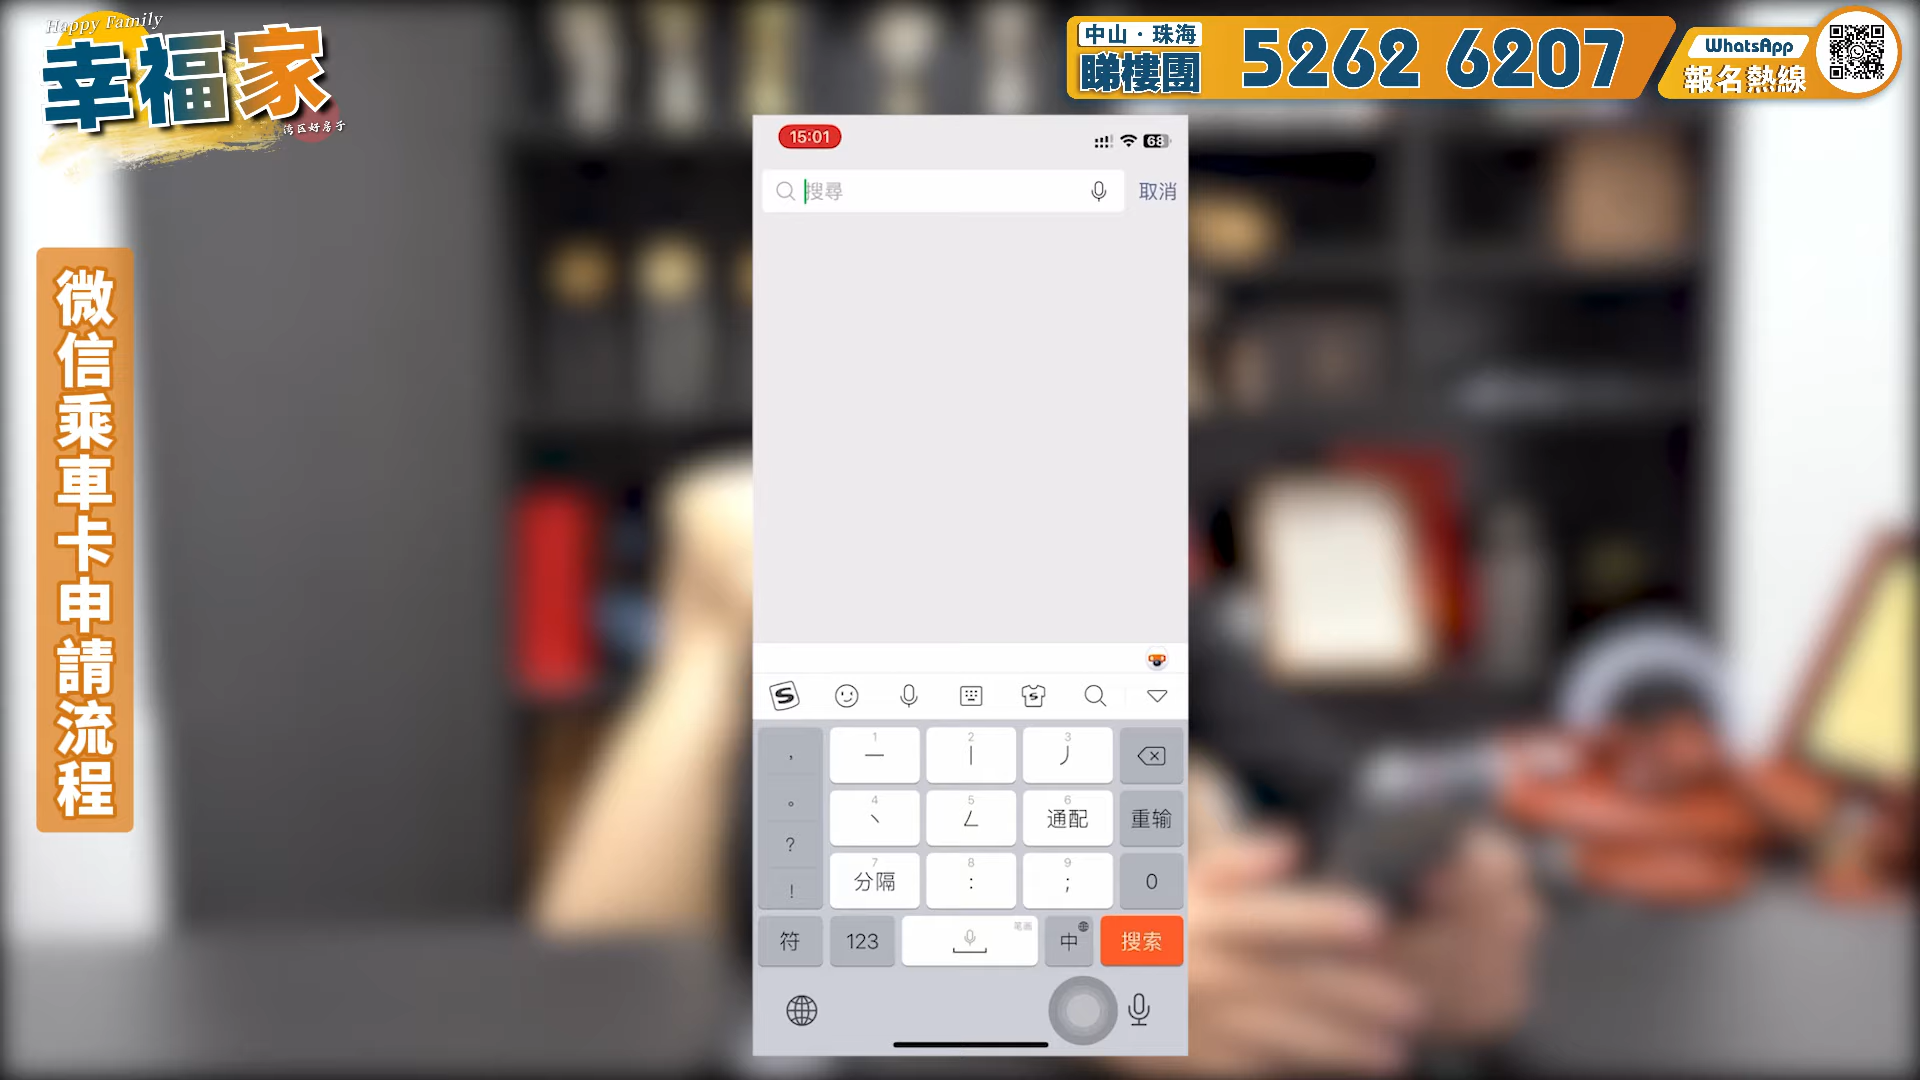 Happy Family
幸福家
湾区好房子
中山·珠海
睇樓團
5262 6207
WhatsApp
報名熱線
微信乘車卡申請流程
15:01
68
搜尋
取消
,
1
一
2
丨
3
丿
。
4
丶
5
ㄥ
6
通配
重输
?
7
分隔
8
:
9
;
0
!
符
123
笔画
中
搜索